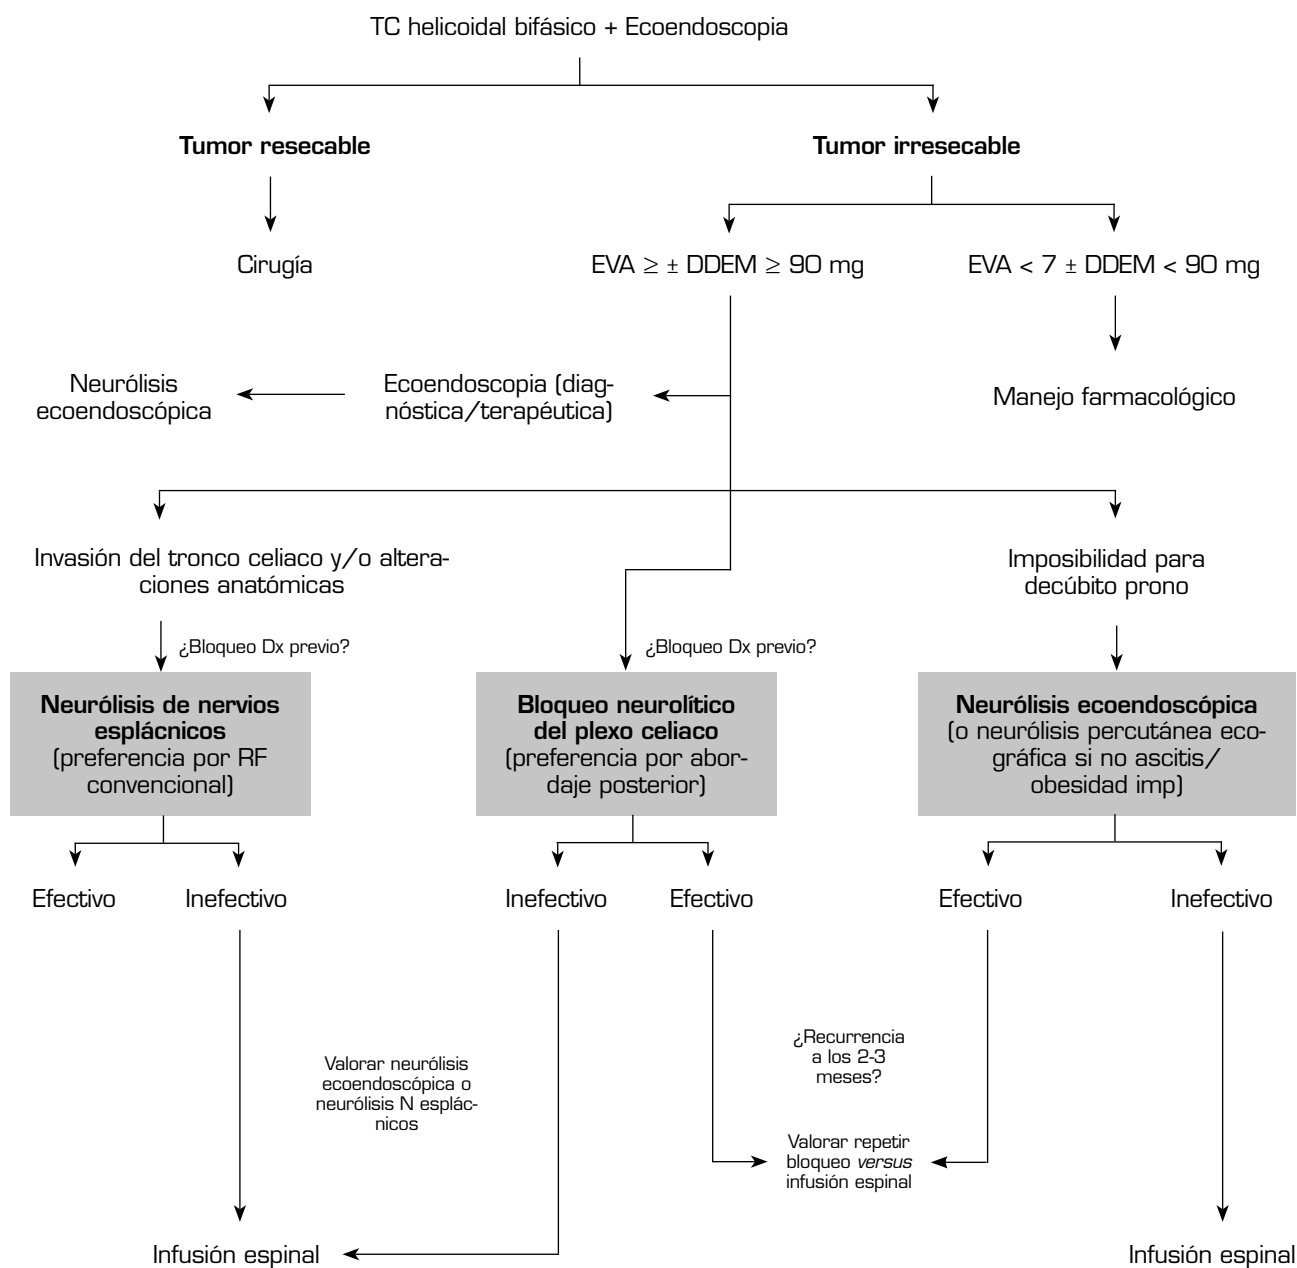 TC helicoidal bifásico + Ecoendoscopia
Tumor resecable
Tumor irresecable
Cirugía
EVA ≥ ± DDEM ≥ 90 mg
EVA < 7 ± DDEM < 90 mg
Neurólisis
ecoendoscópica
Ecoendoscopia (diag-
nóstica/terapéutica)
Manejo farmacológico
Invasión del tronco celiaco y/o altera-
ciones anatómicas
Imposibilidad para
decúbito prono
¿Bloqueo Dx previo?
¿Bloqueo Dx previo?
Neurólisis de nervios
esplácnicos
(preferencia por RF
convencional)
Bloqueo neurolítico
del plexo celiaco
(preferencia por abor-
daje posterior)
Neurólisis ecoendoscópica
(o neurólisis percutánea eco-
gráfica si no ascitis/
obesidad imp)
Efectivo
Inefectivo
Inefectivo
Efectivo
Efectivo
Inefectivo
Valorar neurólisis
ecoendoscópica o
neurólisis N esplác-
nicos
¿Recurrencia
a los 2-3
meses?
Valorar repetir
bloqueo versus
infusión espinal
Infusión espinal
Infusión espinal